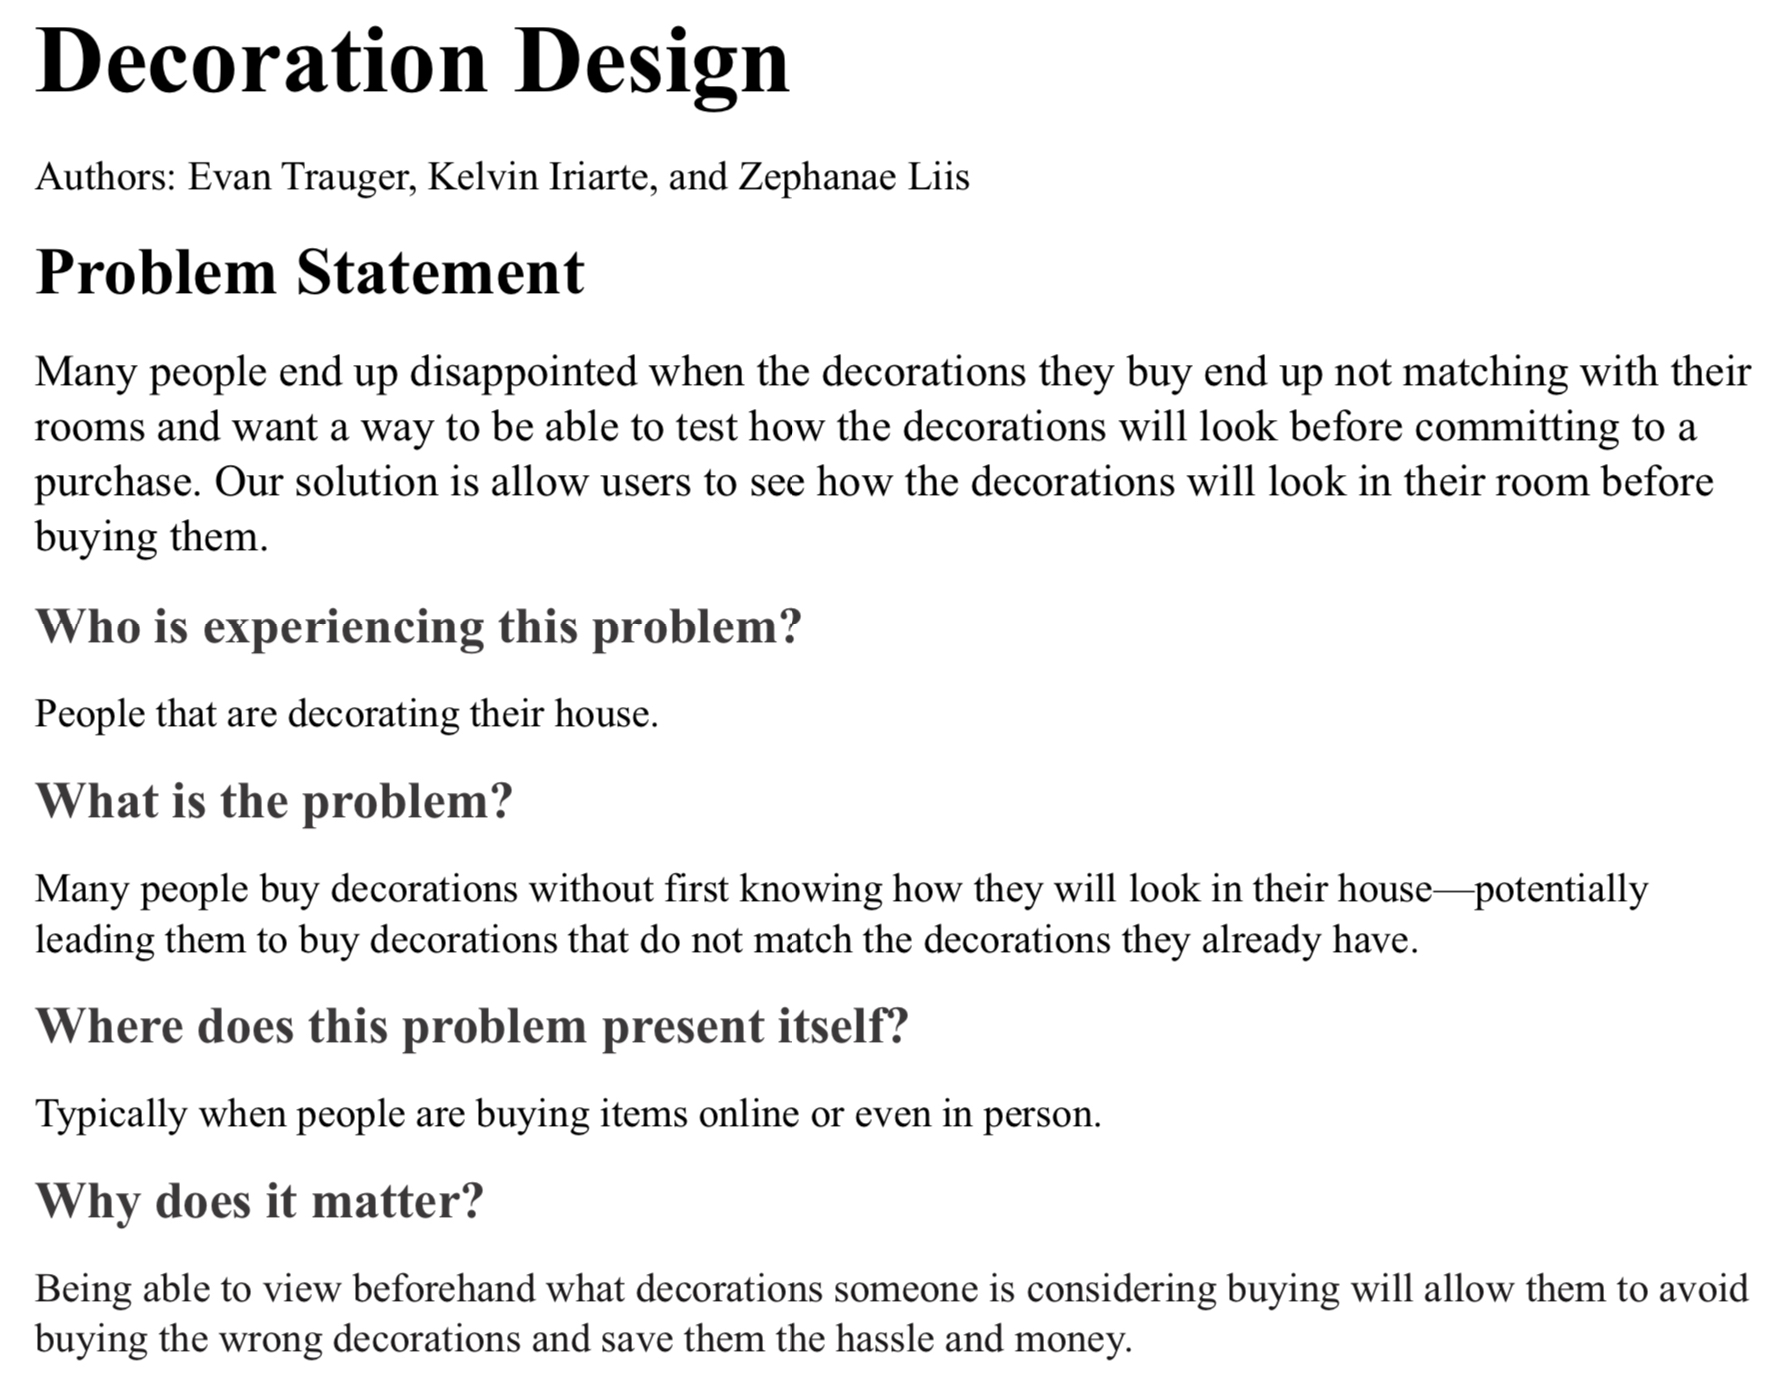 Decoration Design
Authors: Evan Trauger, Kelvin Iriarte, and Zephanae Liis
Problem Statement
Many people end up disappointed when the decorations they buy end up not matching with their
rooms and want a way to be able to test how the decorations will look before committing to a
purchase. Our solution is allow users to see how the decorations will look in their room before
buying them.
Who is experiencing this problem?
People that are decorating their house.
What is the problem?
Many people buy decorations without first knowing how they will look in their house—potentially
leading them to buy decorations that do not match the decorations they already have.
Where does this problem present itself?
Typically when people are buying items online or even in person.
Why does it matter?
Being able to view beforehand what decorations someone is considering buying will allow them to avoid
buying the wrong decorations and save them the hassle and money.